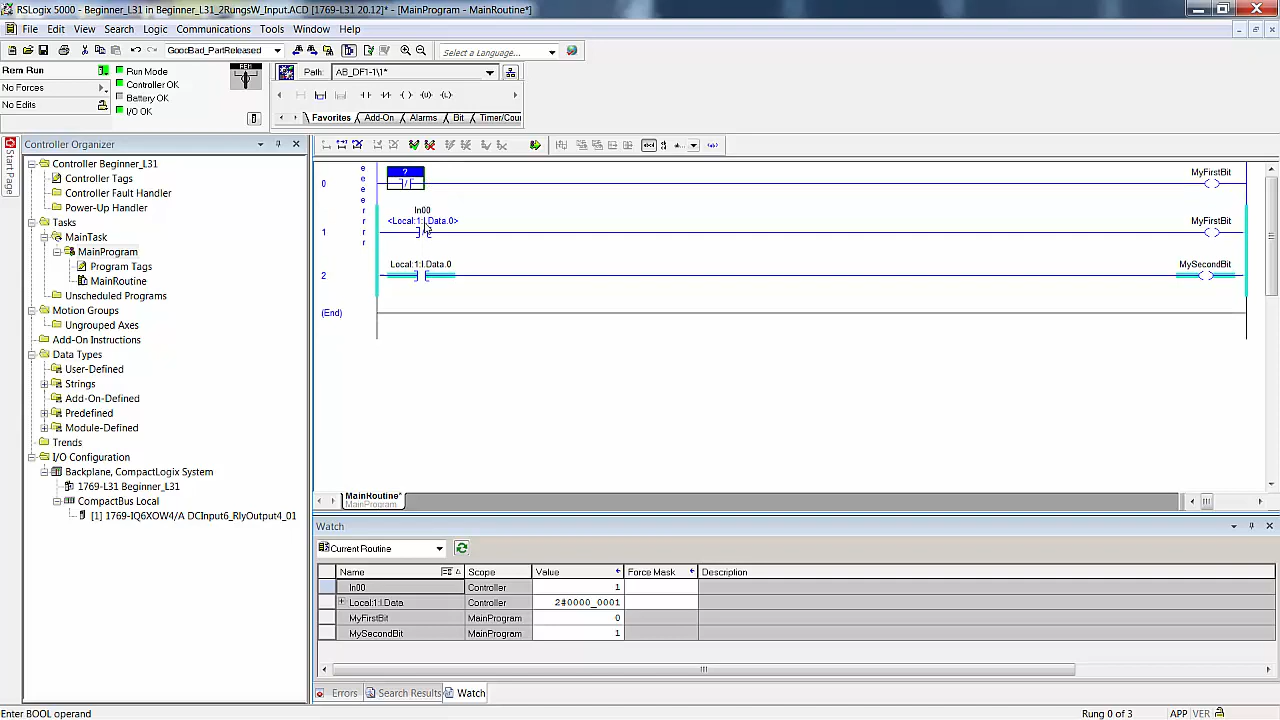 RSLogix 5000 - Beginner_L31 in Beginner_2RungsW_Input.ACD [1769-L31 20.12]* - [MainProgram - MainRoutine*]
File Edit View Search Logic Communications Tools Window Help
GoodBad_PartReleased
Select a Language...
Rem Run
No Forces
No Edits
Run Mode
Controller OK
Battery OK
I/O OK
REM
Path: AB_DF1-1\1*
Favorites Add-On Alarms Bit Timer/Cou
Start Page
Controller Organizer
Controller Beginner_L31
Controller Tags
Controller Fault Handler
Power-Up Handler
Tasks
MainTask
MainProgram
Program Tags
MainRoutine
Unscheduled Programs
Motion Groups
Ungrouped Axes
Add-On Instructions
Data Types
User-Defined
Strings
Add-On-Defined
Predefined
Module-Defined
Trends
I/O Configuration
Backplane, CompactLogix System
1769-L31 Beginner_L31
CompactBus Local
[1] 1769-IQ6XOW4/A DCInput6_RlyOutput4_01
0
e
e
e
e
r
r
r
r
?
MyFirstBit
1
In00
<Local:1:I.Data.0>
MyFirstBit
2
Local:1:I.Data.0
MySecondBit
(End)
MainRoutine*
MainProgram
Watch
Current Routine
Name Scope Value Force Mask Description
In00 Controller 1
Local:1:I.Data Controller 2#0000_0001
MyFirstBit MainProgram 0
MySecondBit MainProgram 1
Errors Search Results Watch
Enter BOOL operand
Rung 0 of 3 APP VER